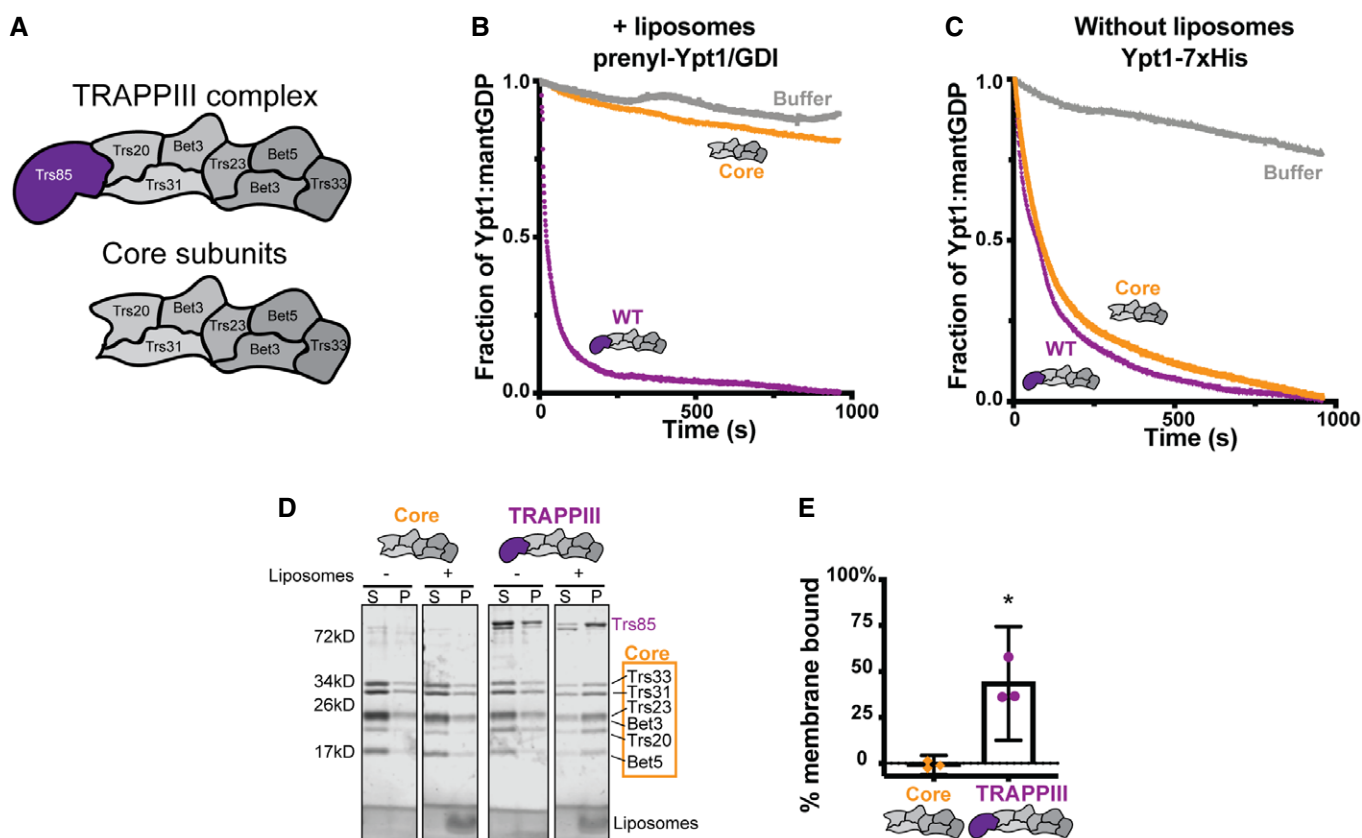 A
TRAPPIII complex
Trs85
Trs20
Bet3
Trs31
Trs23
Bet5
Bet3
Trs33
Core subunits
Trs20
Bet3
Trs31
Trs23
Bet5
Bet3
Trs33
B
+ liposomes
prenyl-Ypt1/GDI
Fraction of Ypt1:mantGDP
1.0
0.5
0.0
Buffer
Core
WT
0
500
1000
Time (s)
C
Without liposomes
Ypt1-7xHis
Fraction of Ypt1:mantGDP
1.0
0.5
0.0
Buffer
Core
WT
0
500
1000
Time (s)
D
Core
TRAPPIII
Liposomes - + - +
S P S P S P S P
72kD
34kD
26kD
17kD
Trs85
Core
Trs33
Trs31
Trs23
Bet3
Trs20
Bet5
Liposomes
E
% membrane bound
100%
75
50
25
0
*
Core
TRAPPIII